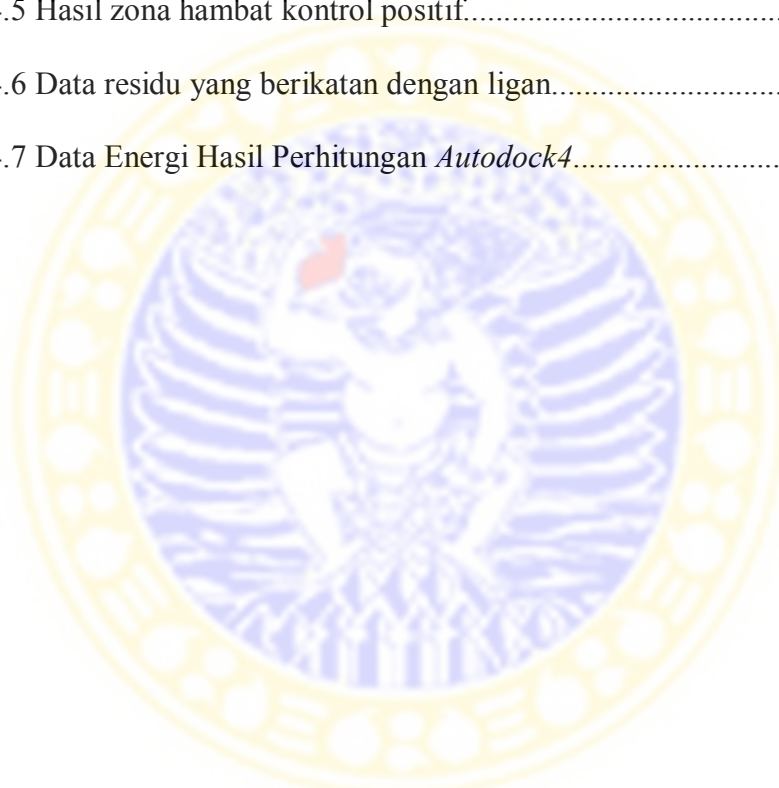 .5 Hasil zona hambat kontrol positif........................................
.6 Data residu yang berikatan dengan ligan.............................
.7 Data Energi Hasil Perhitungan Autodock4..........................